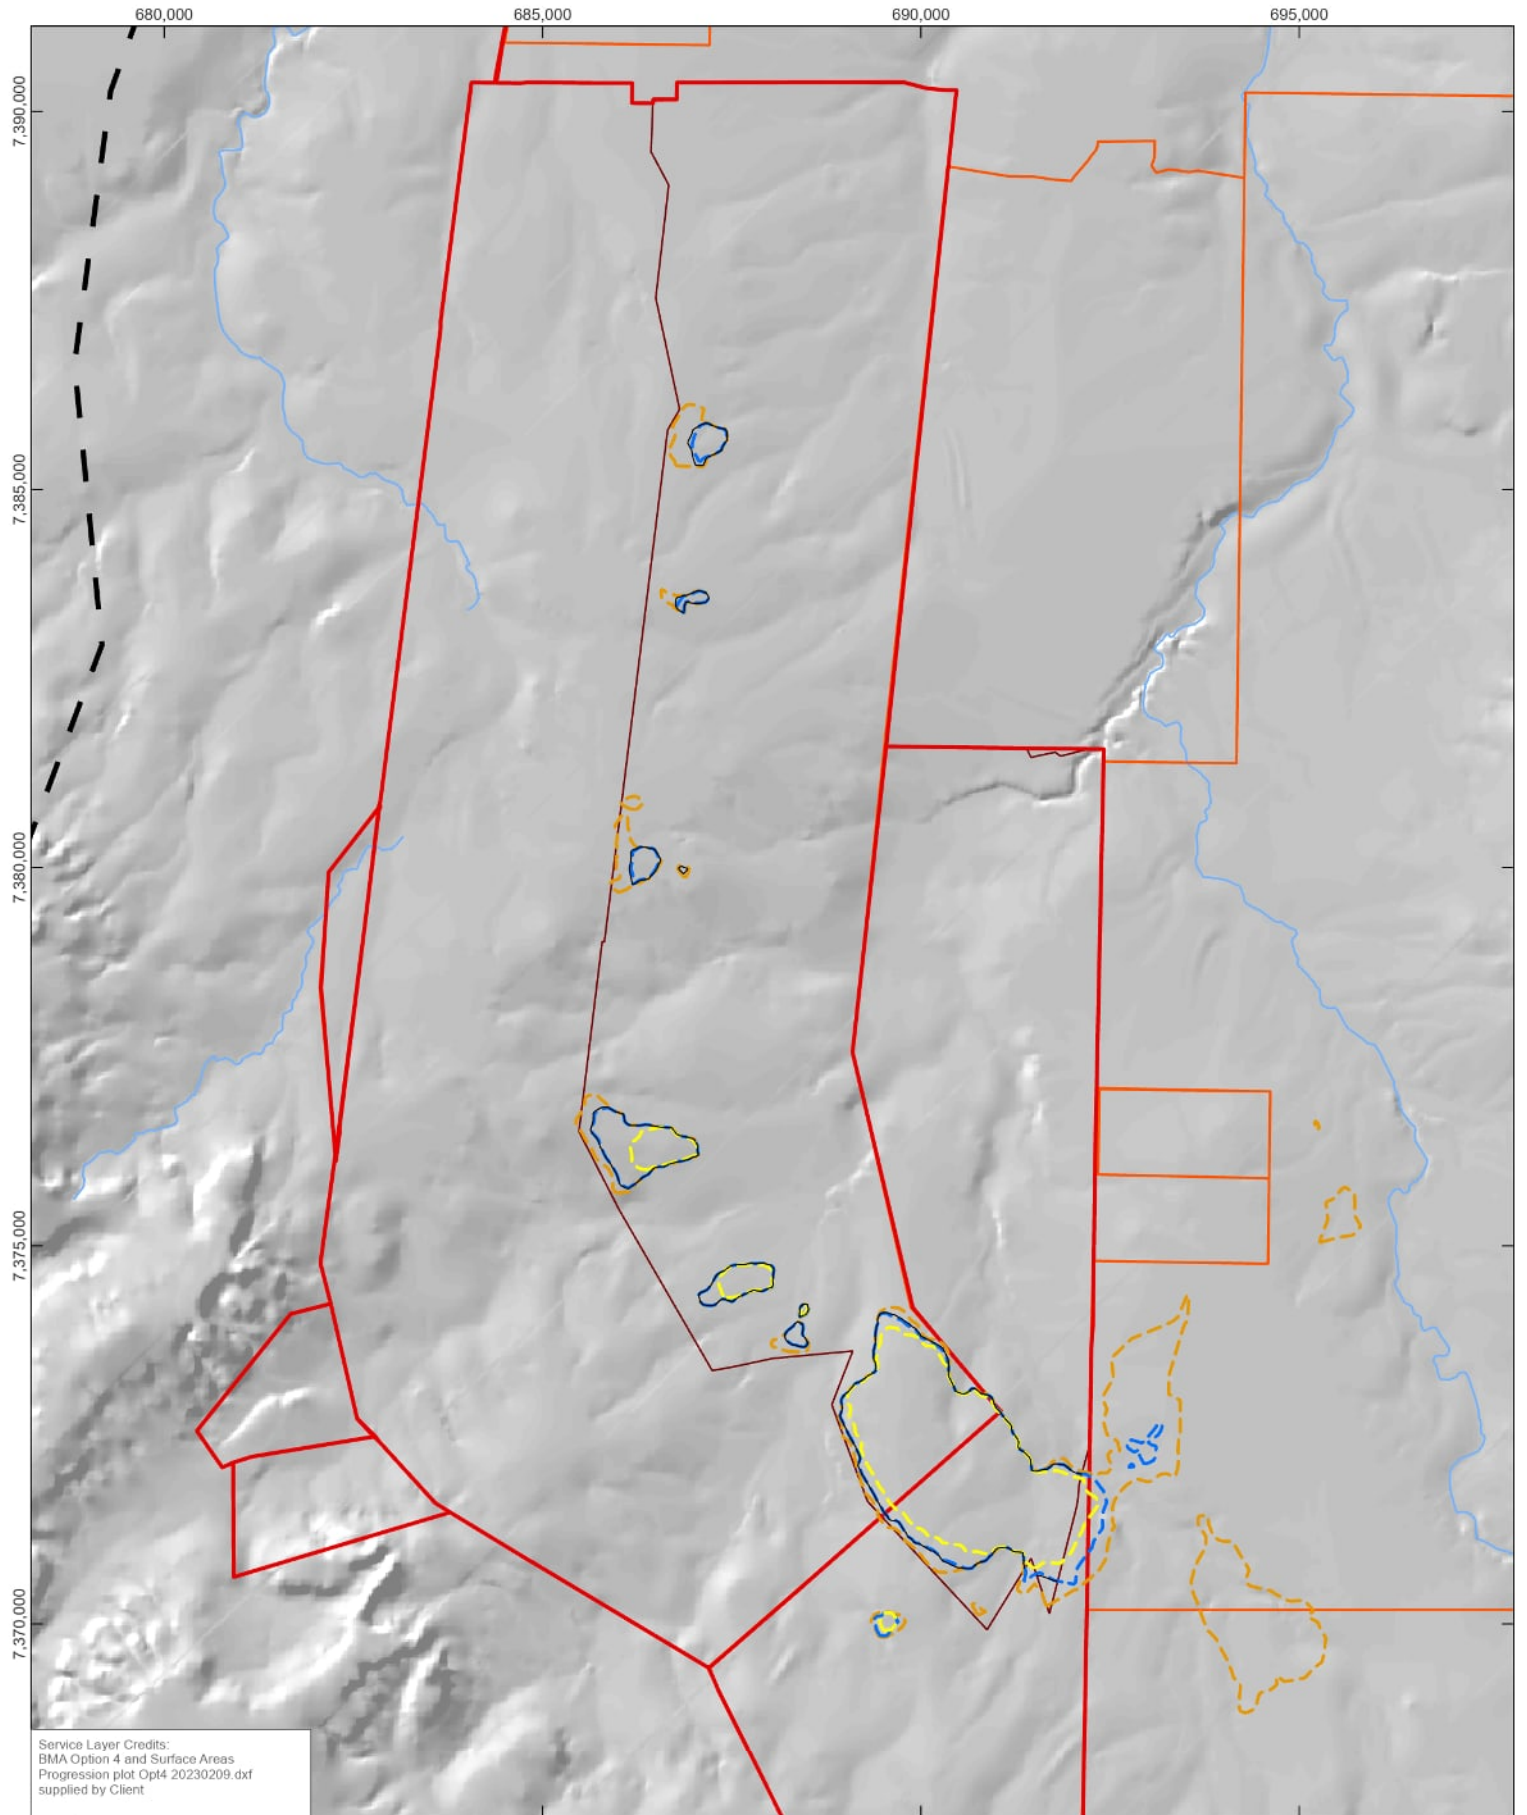 680,000
685,000
690,000
695,000
7,390,000
7,385,000
7,380,000
7,375,000
7,370,000
Service Layer Credits:
BMA Option 4 and Surface Areas
Progression plot Opt4 20230209.dxf
supplied by Client